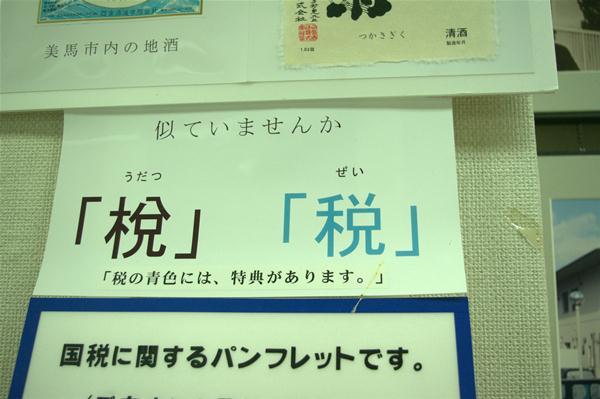 美馬市内の地酒
つかさぎく
清酒
似ていませんか
うだつ
ぜい
「梲」
「税」
「税の青色には、特典があります。」
国税に関するパンフレットです。